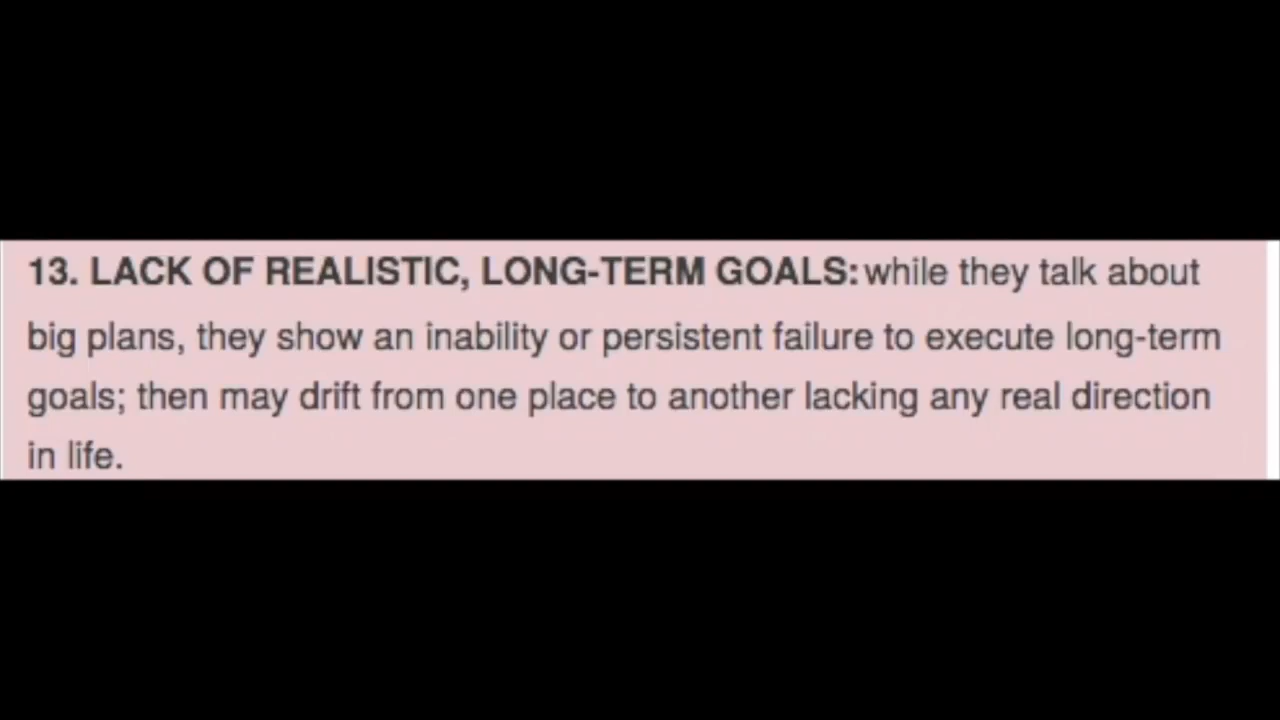 13. LACK OF REALISTIC, LONG-TERM GOALS: while they talk about
big plans, they show an inability or persistent failure to execute long-term
goals; then may drift from one place to another lacking any real direction
in life.